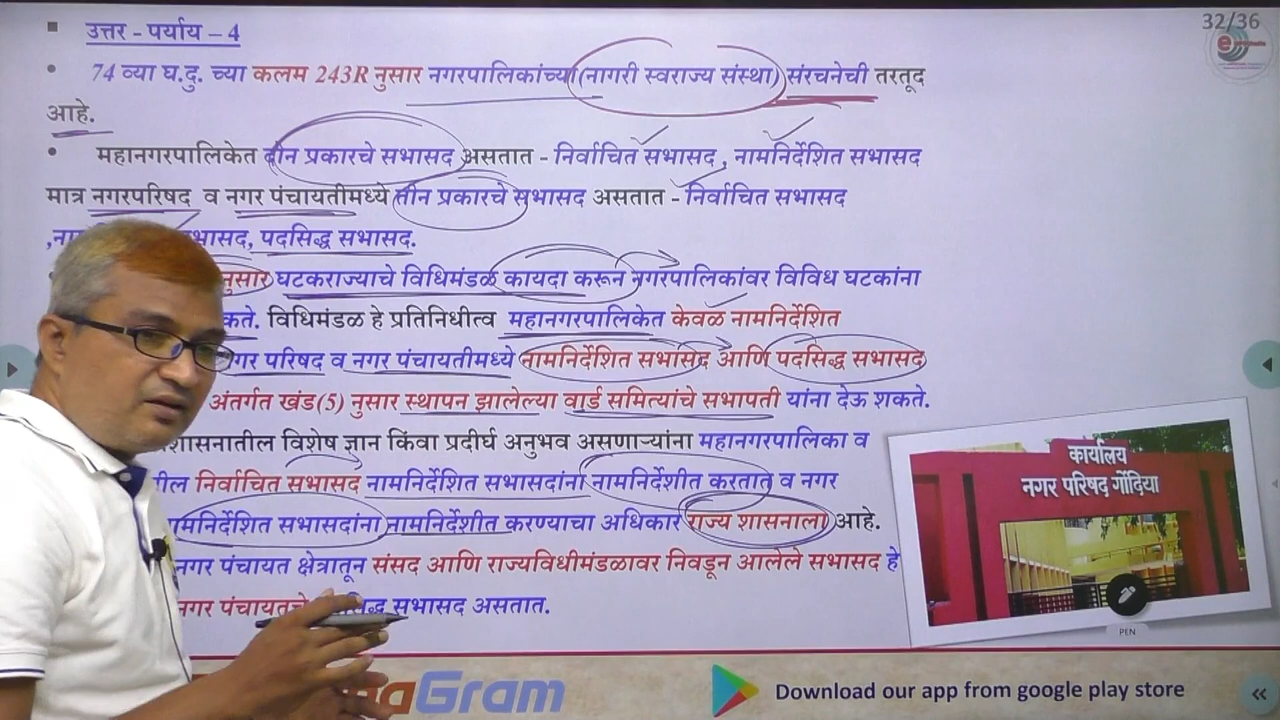 32/36
उत्तर - पर्याय – 4
74 व्या घ.दु. च्या कलम 243R नुसार नगरपालिकांच्या(नागरी स्वराज्य संस्था) संरचनेची तरतूद
आहे.
महानगरपालिकेत दोन प्रकारचे सभासद असतात - निर्वाचित सभासद , नामनिर्देशित सभासद
मात्र नगरपरिषद व नगर पंचायतीमध्ये तीन प्रकारचे सभासद असतात - निर्वाचित सभासद
सभासद, पदसिद्ध सभासद.
नुसार घटकराज्याचे विधिमंडळ कायदा करून नगरपालिकांवर विविध घटकांना
विधिमंडळ हे प्रतिनिधीत्व महानगरपालिकेत केवळ नामनिर्देशित
परिषद व नगर पंचायतीमध्ये नामनिर्देशित सभासद आणि पदसिद्ध सभासद
अंतर्गत खंड(5) नुसार स्थापन झालेल्या वार्ड समित्यांचे सभापती यांना देऊ शकते.
विशेष ज्ञान किंवा प्रदीर्घ अनुभव असणाऱ्यांना महानगरपालिका व
निर्वाचित सभासद नामनिर्देशित सभासदांना नामनिर्देशीत करतात व नगर
नामनिर्देशित सभासदांना नामनिर्देशीत करण्याचा अधिकार राज्य शासनाला आहे.
नगर पंचायत क्षेत्रातून संसद आणि राज्यविधीमंडळावर निवडून आलेले सभासद हे
नगर पंचायतचे सभासद असतात.
कार्यालय
नगर परिषद गोंदिया
PEN
Gram
Download our app from google play store